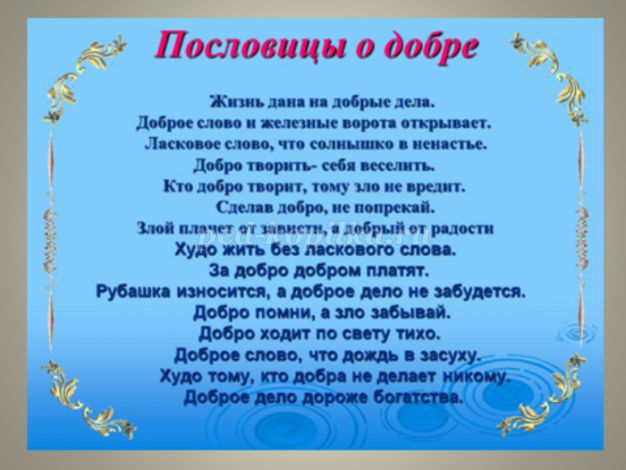 Пословицы о добре
Жизнь дана на добрые дела.
Доброе слово и железные ворота открывает.
Ласковое слово, что солнышко в ненастье.
Добро творить- себя веселить.
Кто добро творит, тому зло не вредит.
Сделав добро, не попрекай.
Злой плачет от зависти, а добрый от радости
ped-kopilka.ru
Худо жить без ласкового слова.
За добро добром платят.
Рубашка износится, а доброе дело не забудется.
Добро помни, а зло забывай.
Добро ходит по свету тихо.
Доброе слово, что дождь в засуху.
Худо тому, кто добра не делает никому.
Доброе дело дороже богатства.